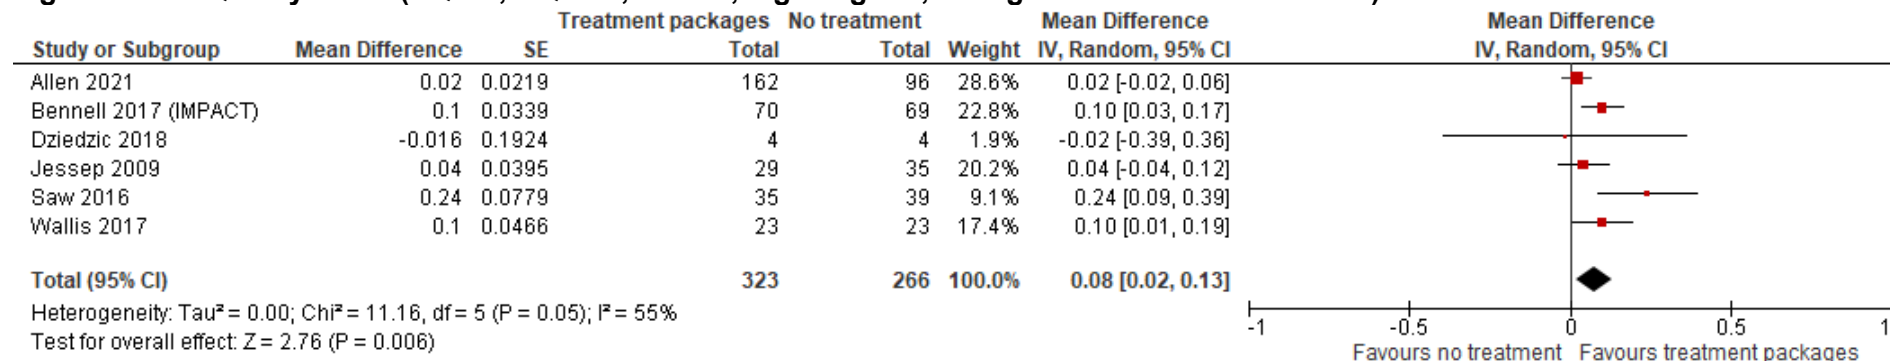 Treatment packages No treatment Mean Difference Mean Difference
Study or Subgroup Mean Difference SE Total Total Weight IV, Random, 95% CI IV, Random, 95% CI
Allen 2021 0.02 0.0219 162 96 28.6% 0.02 [-0.02, 0.06]
Bennell 2017 (IMPACT) 0.1 0.0339 70 69 22.8% 0.10 [0.03, 0.17]
Dziedzic 2018 -0.016 0.1924 4 4 1.9% -0.02 [-0.39, 0.36]
Jessep 2009 0.04 0.0395 29 35 20.2% 0.04 [-0.04, 0.12]
Saw 2016 0.24 0.0779 35 39 9.1% 0.24 [0.09, 0.39]
Wallis 2017 0.1 0.0466 23 23 17.4% 0.10 [0.01, 0.19]
Total (95% CI) 323 266 100.0% 0.08 [0.02, 0.13]
Heterogeneity: Tau² = 0.00; Chi² = 11.16, df = 5 (P = 0.05); I² = 55%
Test for overall effect: Z = 2.76 (P = 0.006)
-1 -0.5 0 0.5 1
Favours no treatment Favours treatment packages